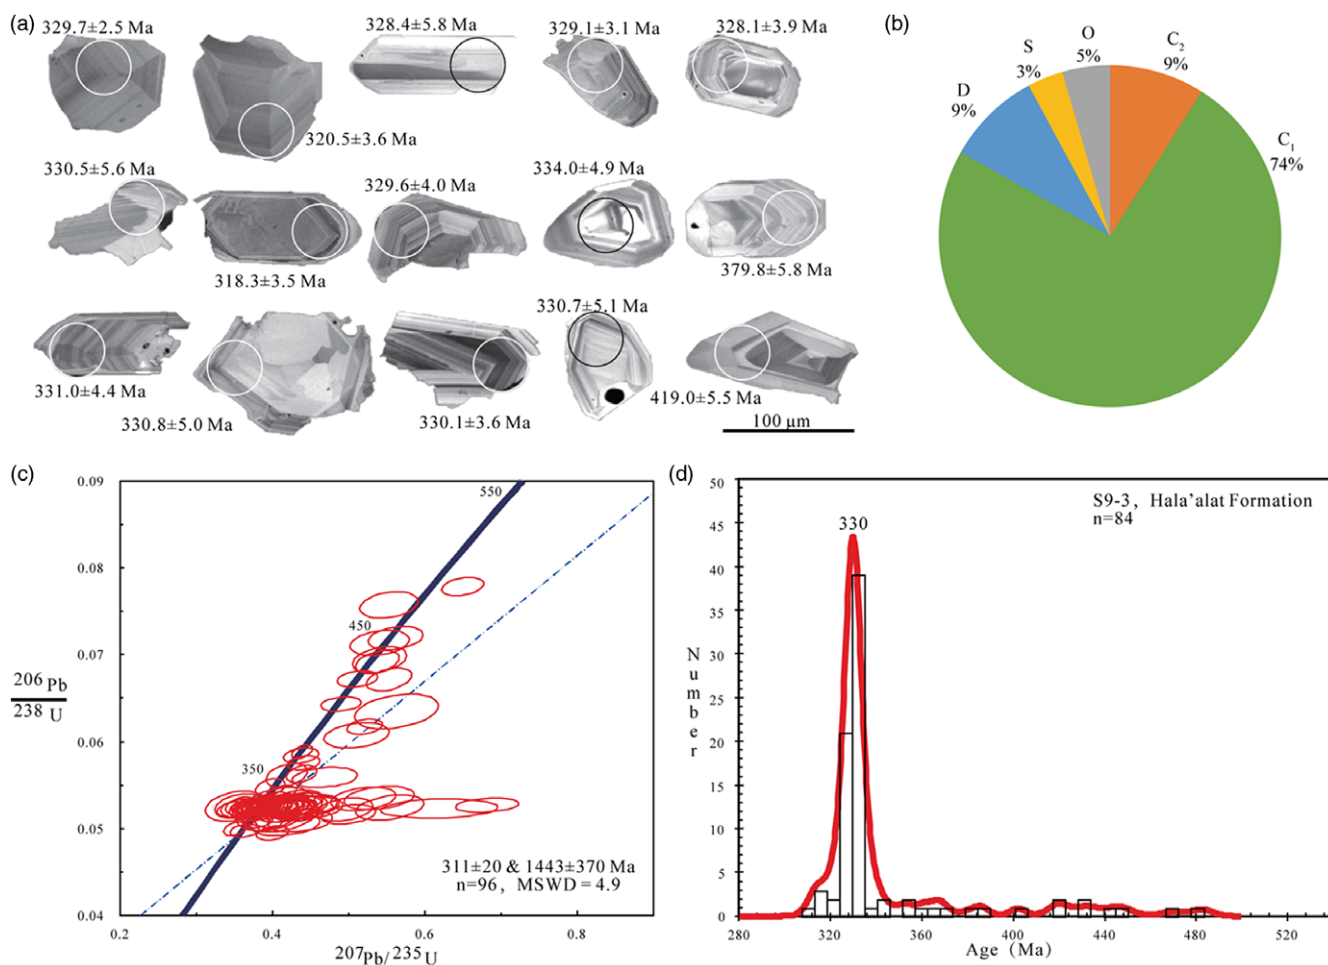 (a)
329.7±2.5 Ma
328.4±5.8 Ma
329.1±3.1 Ma
328.1±3.9 Ma
320.5±3.6 Ma
330.5±5.6 Ma
329.6±4.0 Ma
334.0±4.9 Ma
318.3±3.5 Ma
379.8±5.8 Ma
330.7±5.1 Ma
331.0±4.4 Ma
330.8±5.0 Ma
330.1±3.6 Ma
419.0±5.5 Ma
100 μm
(b)
S
3%
O
5%
C₂
9%
D
9%
C₁
74%
(c)
0.09
0.08
0.07
0.06
0.05
0.04
206 Pb
238 U
550
450
350
311±20 & 1443±370 Ma
n=96, MSWD = 4.9
0.2
0.4
0.6
0.8
207Pb/235U
(d)
50
45
40
35
30
25
20
15
10
5
0
Number
330
S9-3, Hala'alat Formation
n=84
280
320
360
400
440
480
520
Age (Ma)